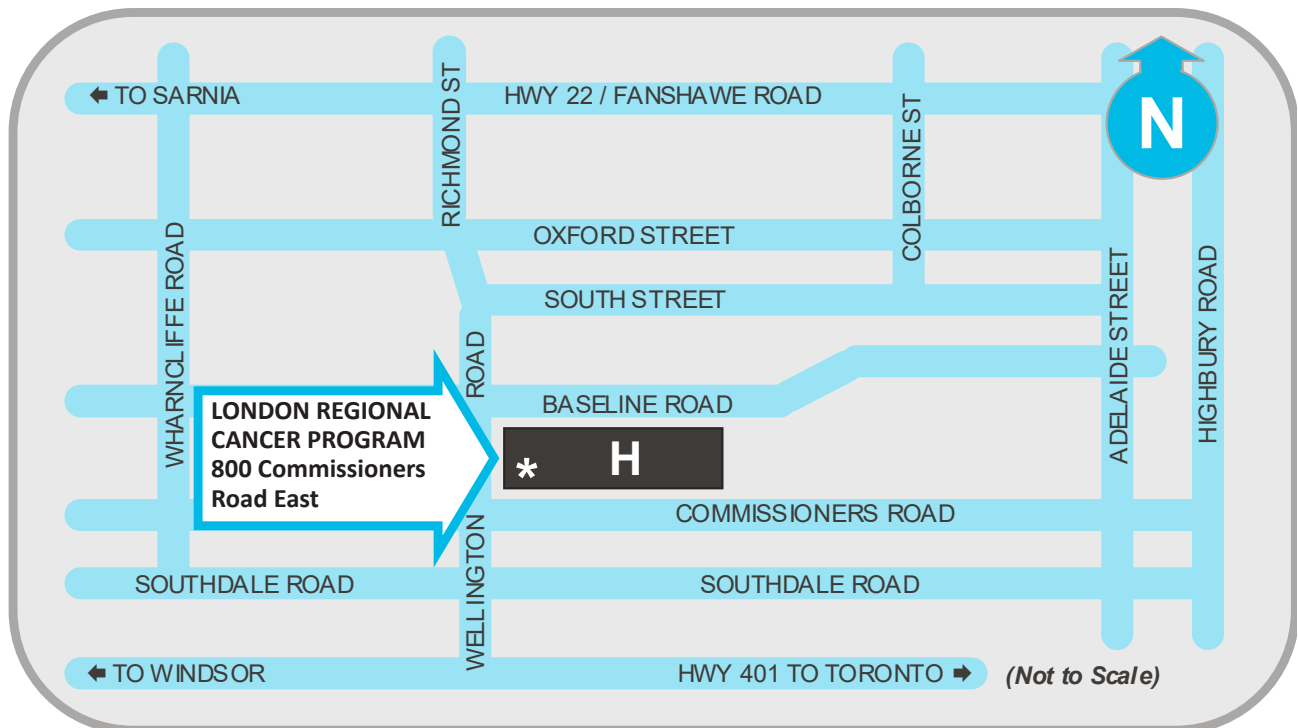 TO SARNIA
HWY 22 / FANSHAWE ROAD
N
RICHMOND ST
COLBORNE ST
OXFORD STREET
WHARNCLIFFE ROAD
SOUTH STREET
ADELAIDE STREET
HIGHBURY ROAD
WELLINGTON ROAD
BASELINE ROAD
LONDON REGIONAL
CANCER PROGRAM
800 Commissioners
Road East
* H
COMMISSIONERS ROAD
SOUTHDALE ROAD
SOUTHDALE ROAD
TO WINDSOR
HWY 401 TO TORONTO
(Not to Scale)